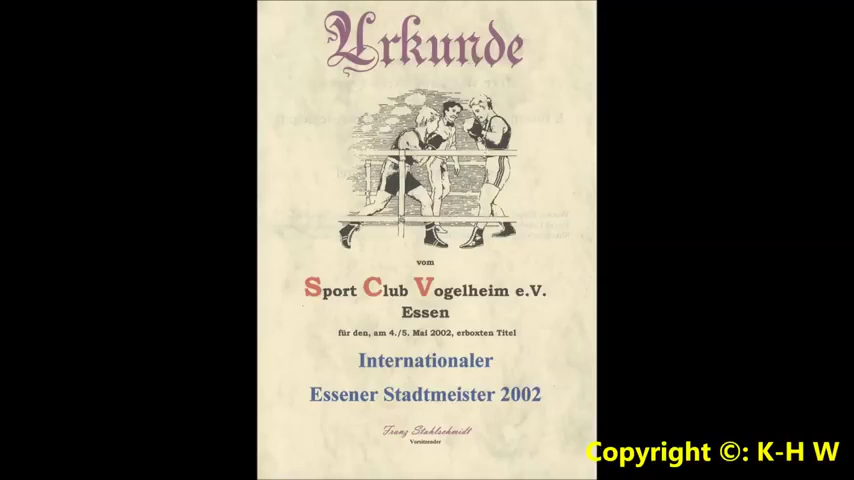 Urkunde
vom
Sport Club Vogelheim e.V.
Essen
für den, am 4./5. Mai 2002, erboxten Titel
Internationaler
Essener Stadtmeister 2002
Franz Stahlschmidt
Vorsitzender
Copyright ©: K-H W